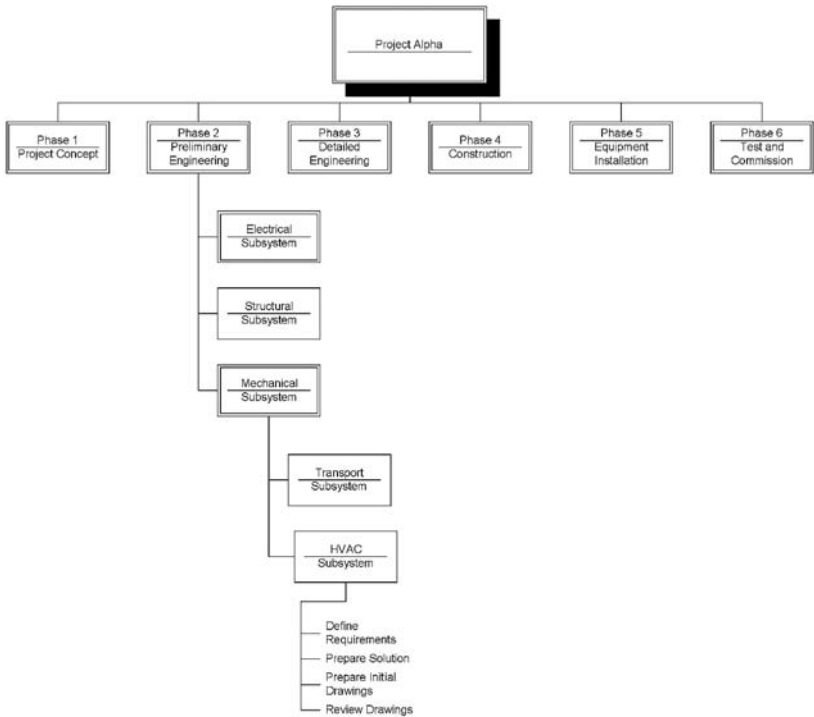 Project Alpha
Phase 1
Project Concept
Phase 2
Preliminary
Engineering
Phase 3
Detailed
Engineering
Phase 4
Construction
Phase 5
Equipment
Installation
Phase 6
Test and
Commission
Electrical
Subsystem
Structural
Subsystem
Mechanical
Subsystem
Transport
Subsystem
HVAC
Subsystem
Define
Requirements
Prepare Solution
Prepare Initial
Drawings
Review Drawings